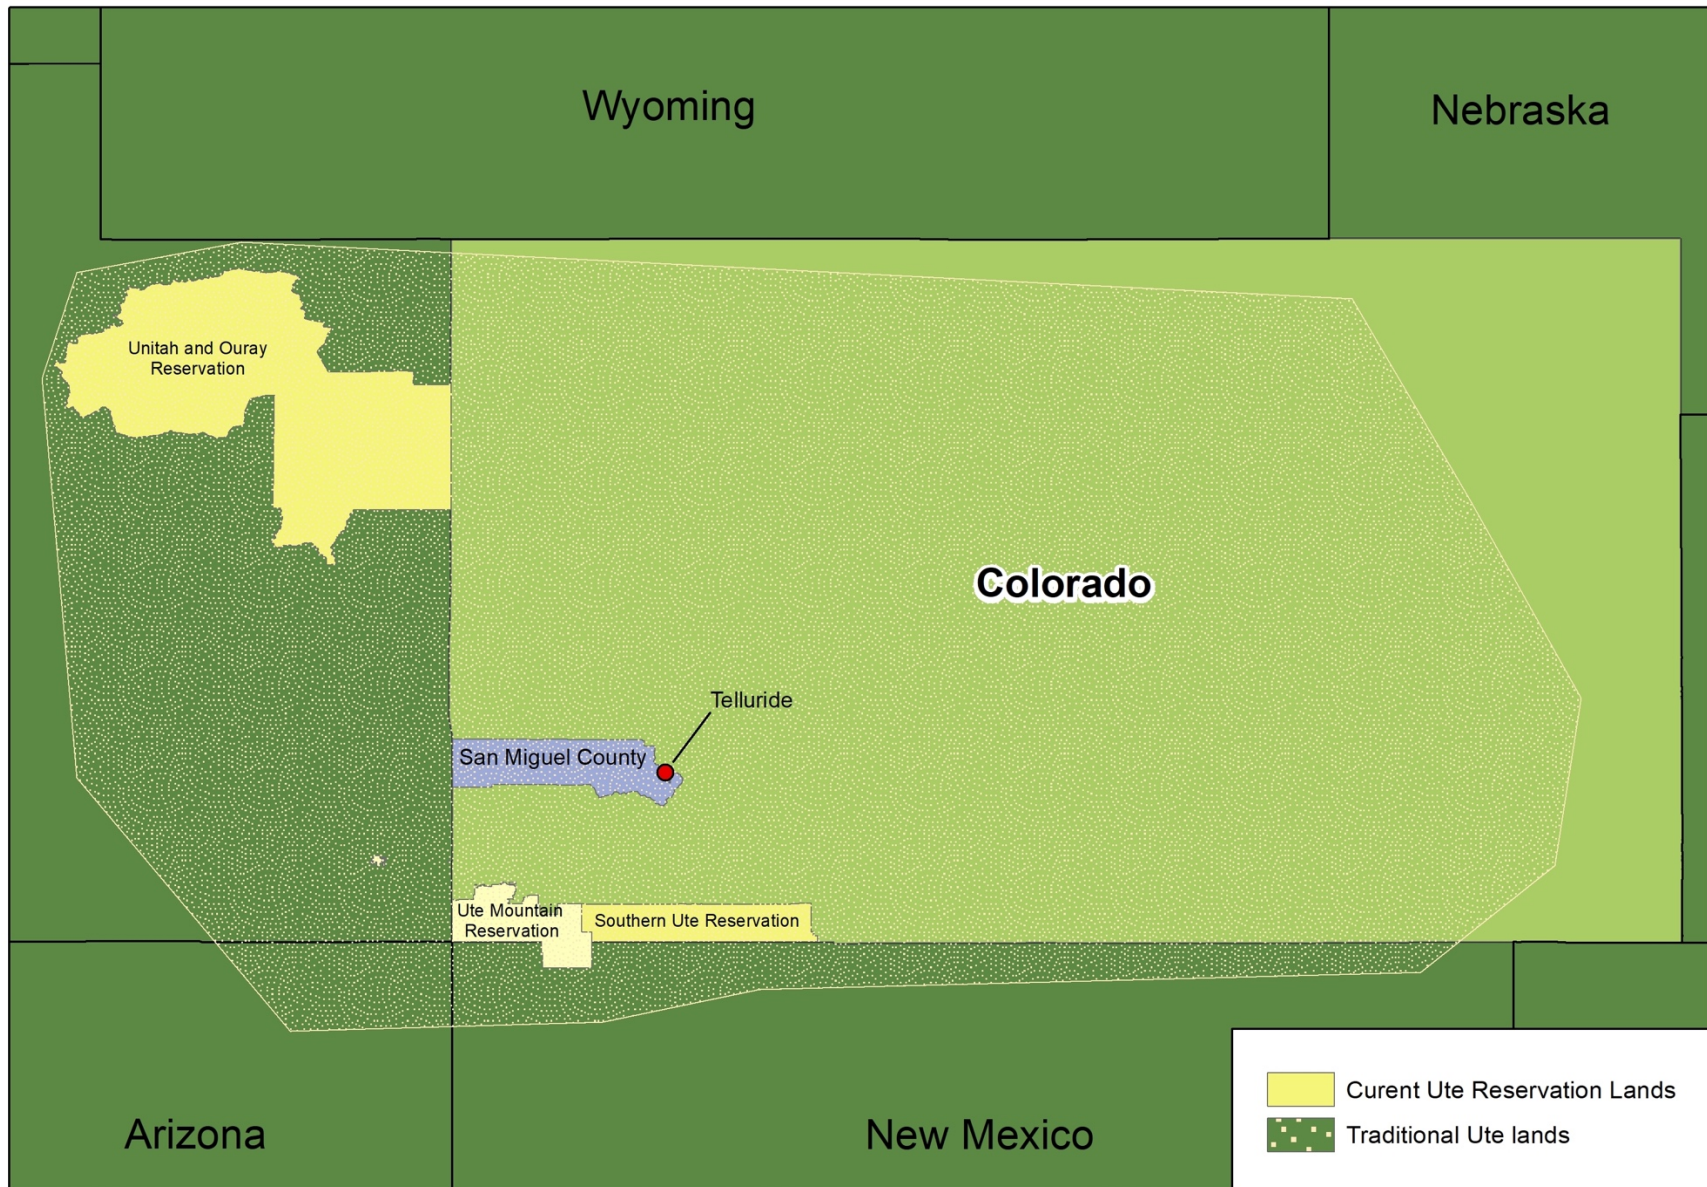 Wyoming
Nebraska
Unitah and Ouray
Reservation
Colorado
Telluride
San Miguel County
Ute Mountain
Reservation
Southern Ute Reservation
Arizona
New Mexico
Curent Ute Reservation Lands
Traditional Ute lands